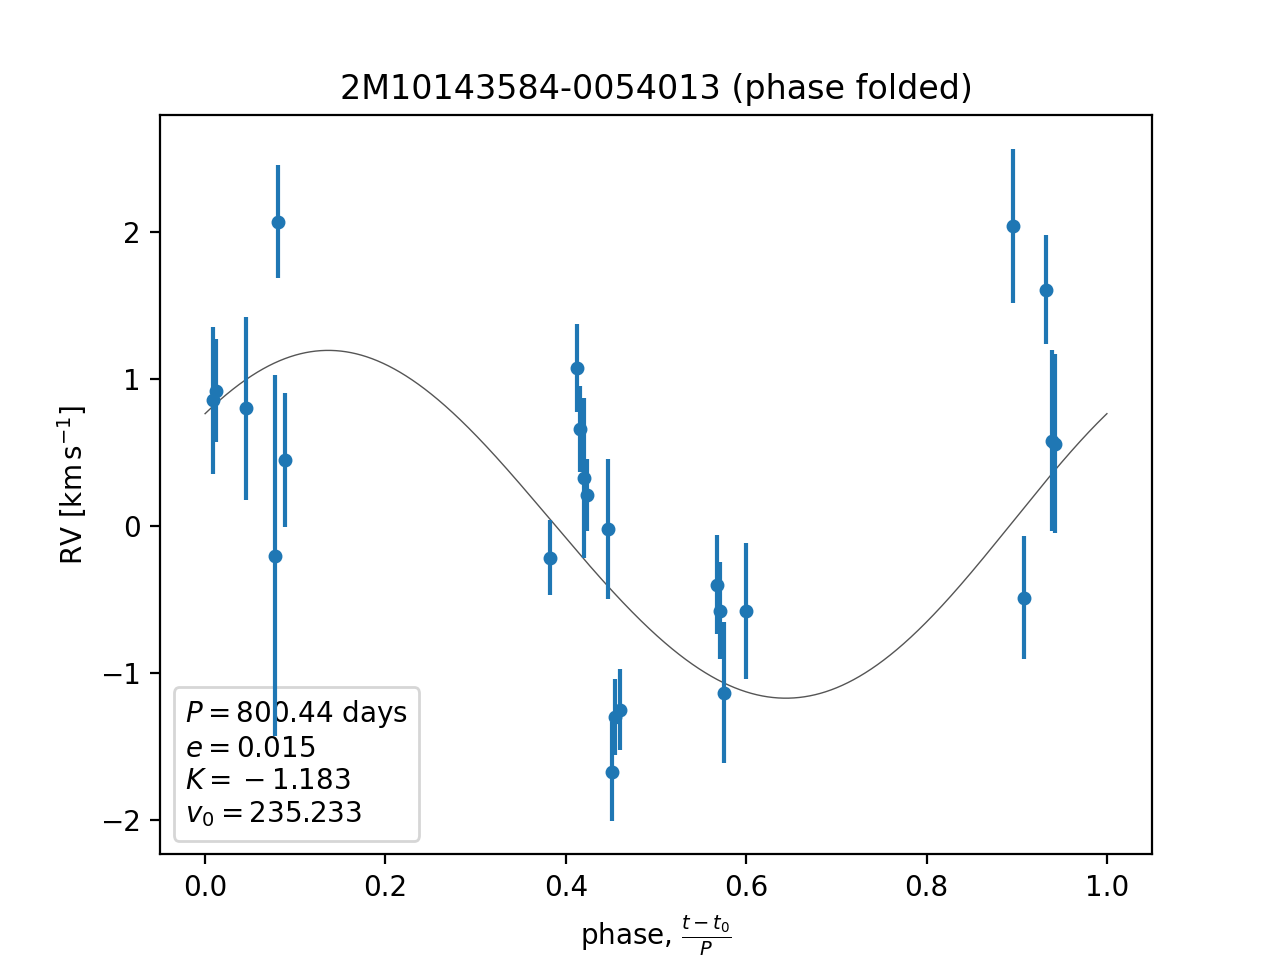 2M10143584-0054013 (phase folded)
RV [km s⁻¹]
2
1
0
−1
−2
P = 800.44 days
e = 0.015
K = −1.183
v₀ = 235.233
0.0 0.2 0.4 0.6 0.8 1.0
phase, (t − t₀)/P